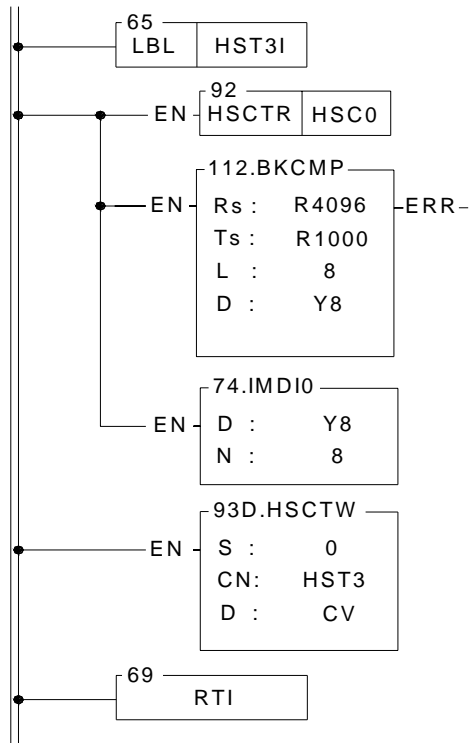 65
LBL HST3I
92
EN HSCTR HSC0
112.BKCMP
EN Rs : R4096 ERR
Ts : R1000
L : 8
D : Y8
74.IMDI0
EN D : Y8
N : 8
93D.HSCTW
EN S : 0
CN: HST3
D : CV
69
RTI